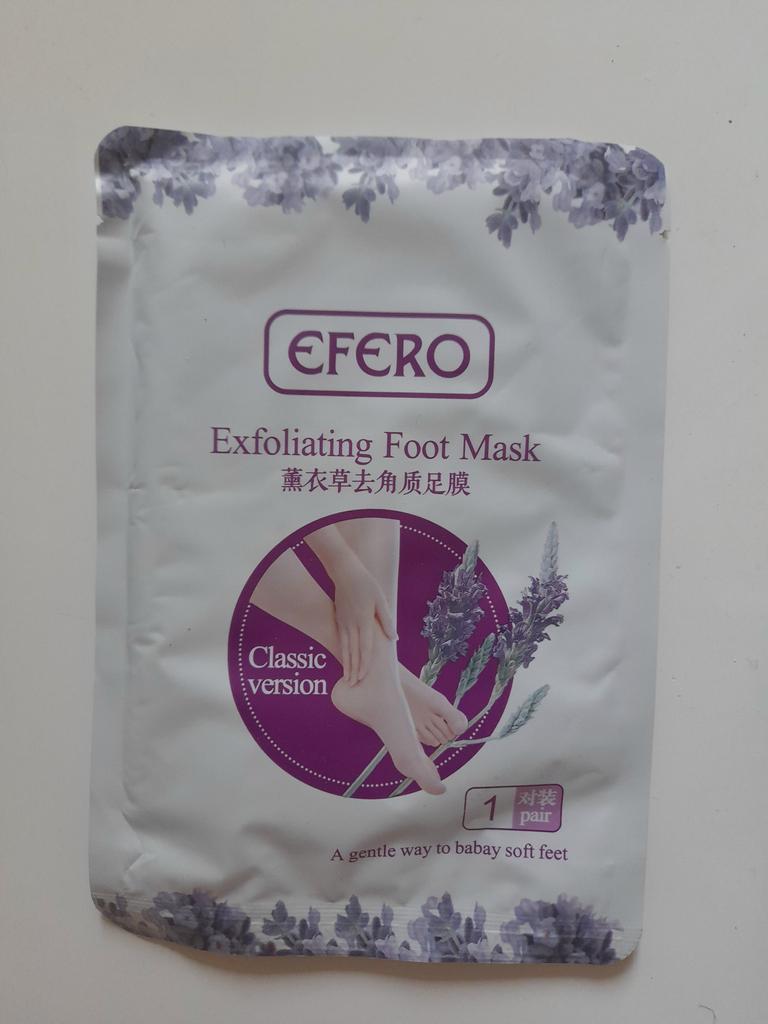 EFERO
Exfoliating Foot Mask
薰衣草去角质足膜
Classic
version
1 对装
pair
A gentle way to babay soft feet